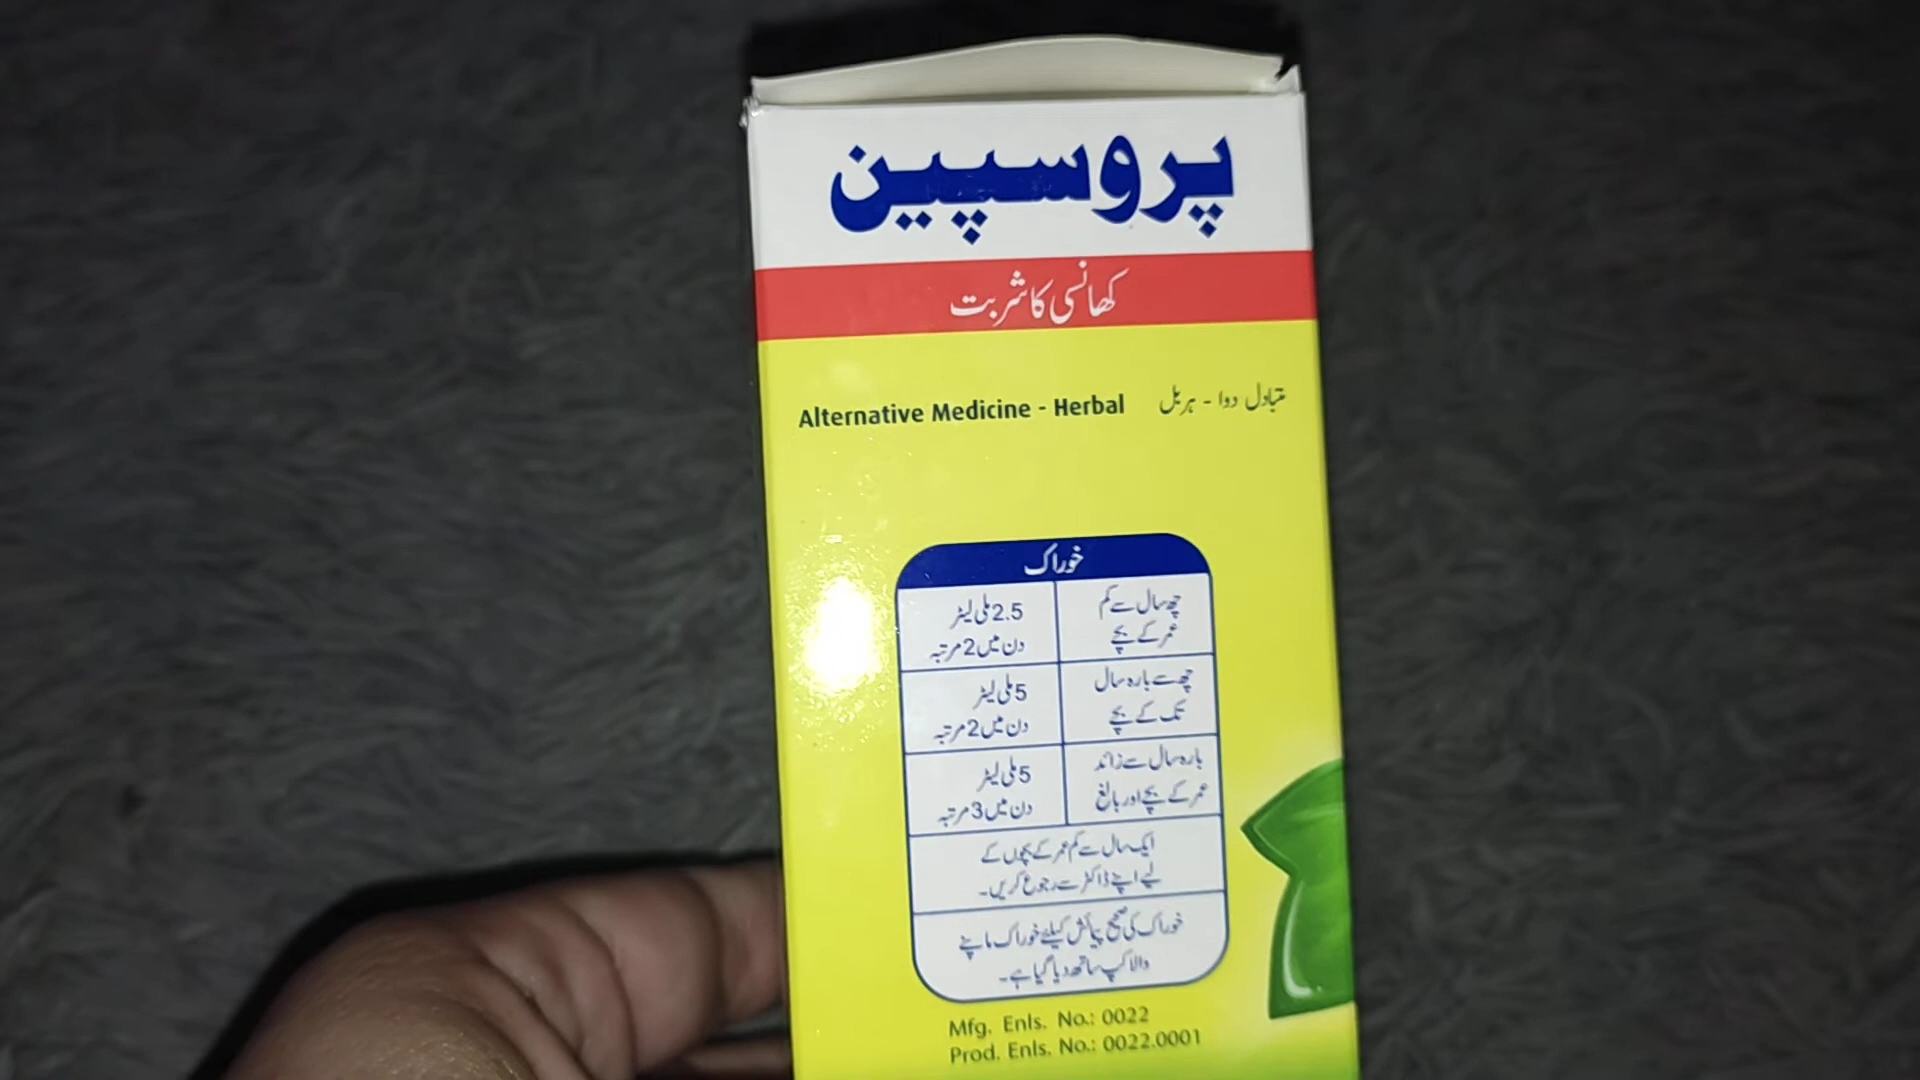 پروسپین
کھانسی کا شربت
Alternative Medicine - Herbal متبادل دوا - ہربل
خوراک
چھ سال سے کم
عمر کے بچے
2.5 ملی لیٹر
دن میں 2 مرتبہ
چھ سے بارہ سال
تک کے بچے
5 ملی لیٹر
دن میں 2 مرتبہ
بارہ سال سے زائد
عمر کے بچے اور بالغ
5 ملی لیٹر
دن میں 3 مرتبہ
ایک سال سے کم عمر کے بچوں کے
لیے اپنے ڈاکٹر سے رجوع کریں۔
خوراک کی صحیح پیمائش کیلئے خوراک ماپنے
والا کپ ساتھ دیا گیا ہے۔
Mfg. Enls. No.: 0022
Prod. Enls. No.: 0022.0001